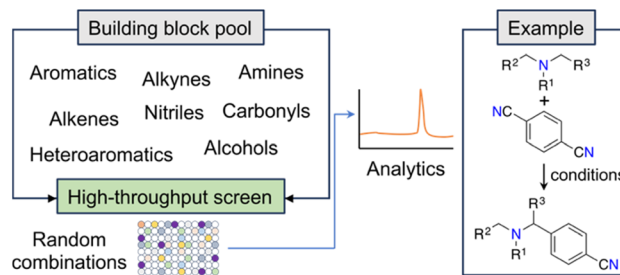 Building block pool
Aromatics
Alkynes
Amines
Alkenes
Nitriles
Carbonyls
Heteroaromatics
Alcohols
High-throughput screen
Random
combinations
Analytics
Example
R² N R³
R¹
+
NC
CN
conditions
R³
R² N
R¹
CN